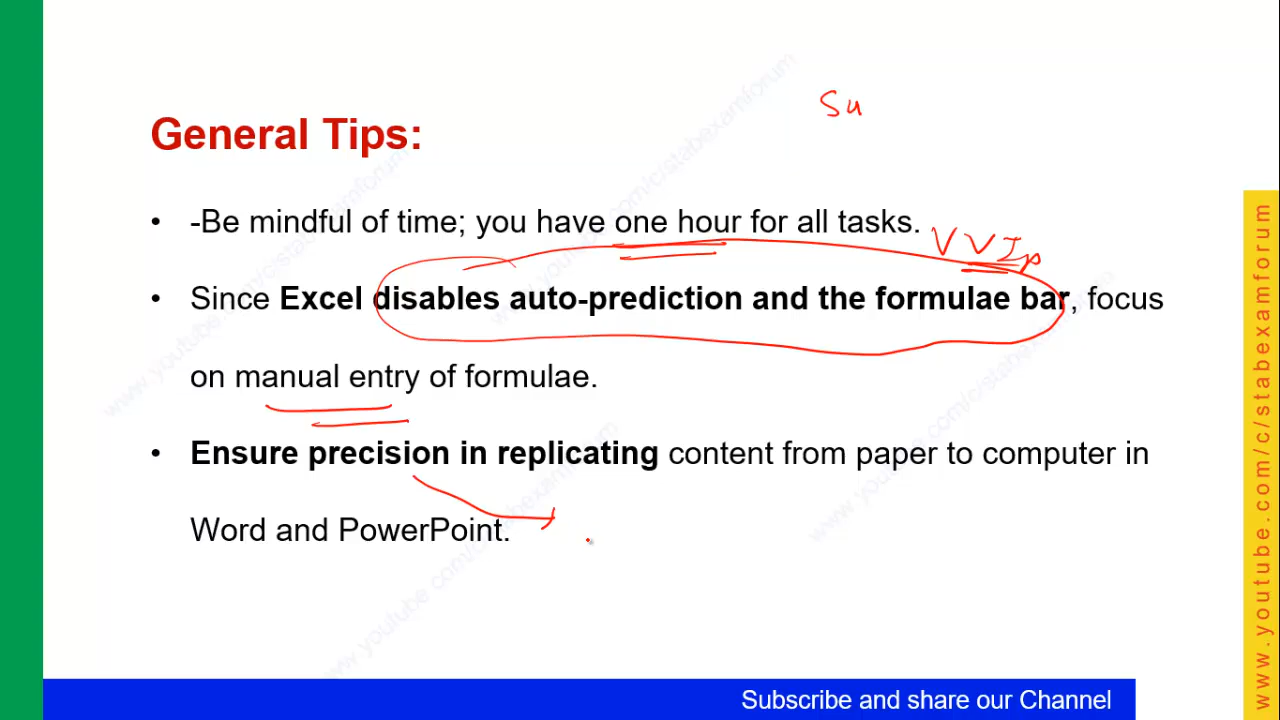 Su
General Tips:
• -Be mindful of time; you have one hour for all tasks.
VVIp
• Since Excel disables auto-prediction and the formulae bar, focus
on manual entry of formulae.
• Ensure precision in replicating content from paper to computer in
Word and PowerPoint.
Subscribe and share our Channel
www.youtube.com/c/stabexamforum